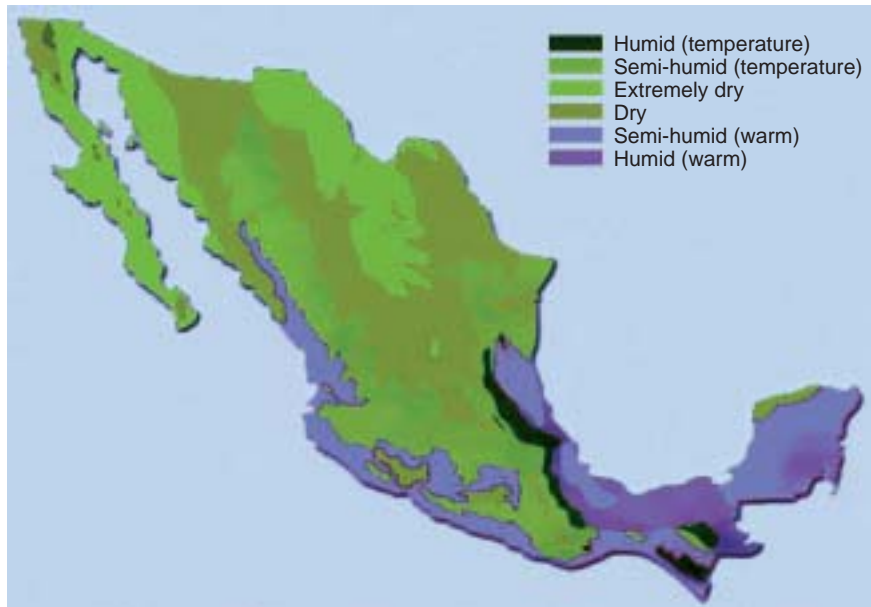 Humid (temperature)
Semi-humid (temperature)
Extremely dry
Dry
Semi-humid (warm)
Humid (warm)